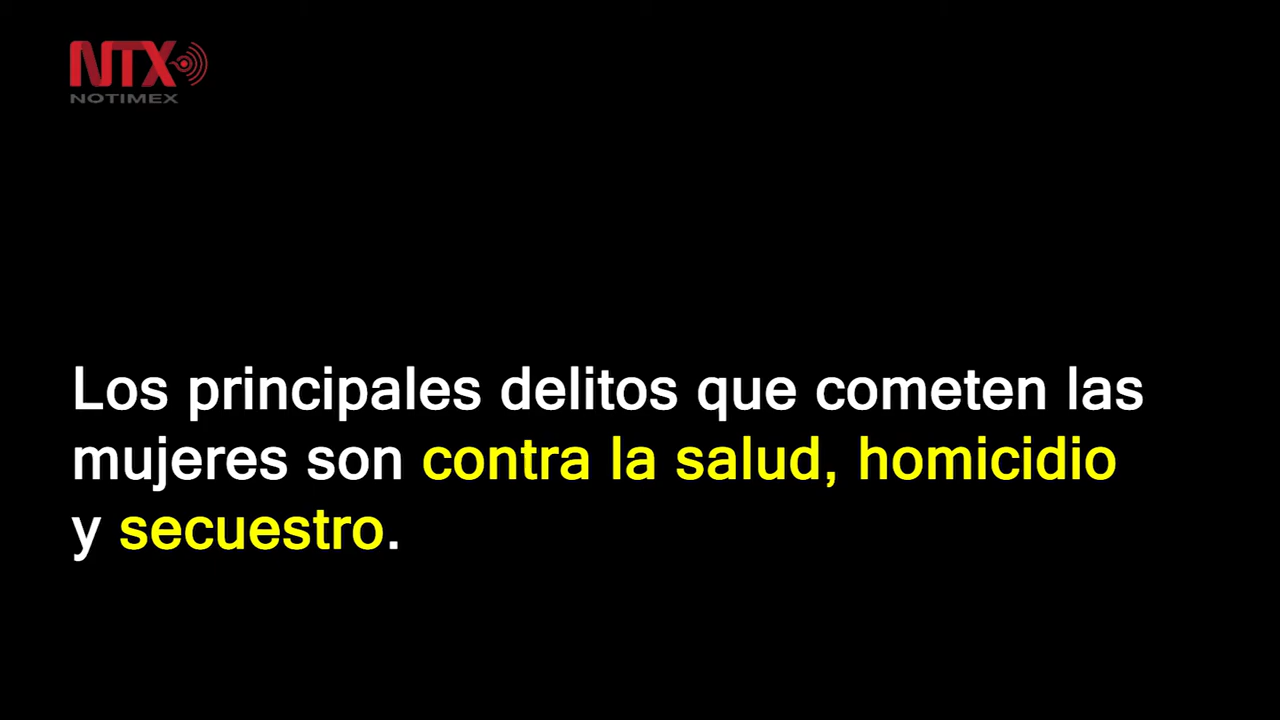 NTX
NOTIMEX
Los principales delitos que cometen las
mujeres son contra la salud, homicidio
y secuestro.